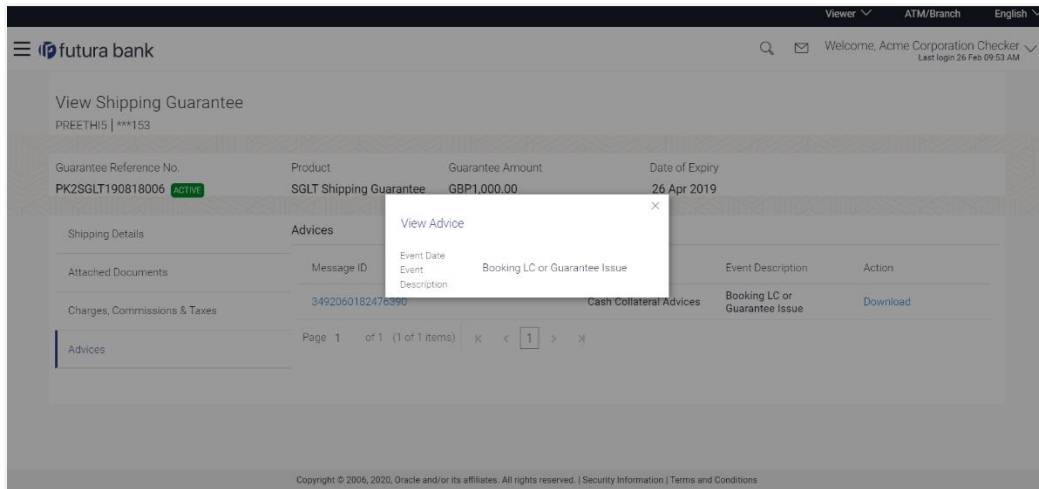 Viewer ATM/Branch English
futura bank
Welcome, Acme Corporation Checker
Last login 26 Feb 09:53 AM
View Shipping Guarantee
PREETHI5 | ***153
Guarantee Reference No. Product Guarantee Amount Date of Expiry
PK2SGLT190818006 ACTIVE SGLT Shipping Guarantee GBP1,000.00 26 Apr 2019
Shipping Details
Attached Documents
Charges, Commissions & Taxes
Advices
Advices
Message ID Event Description Action
3492060182476390 Cash Collateral Advices Booking LC or Guarantee Issue Download
Page 1 of 1 (1 of 1 items) 1
View Advice
Event Date
Event Description Booking LC or Guarantee Issue
Copyright © 2006, 2020, Oracle and/or its affiliates. All rights reserved. | Security Information | Terms and Conditions